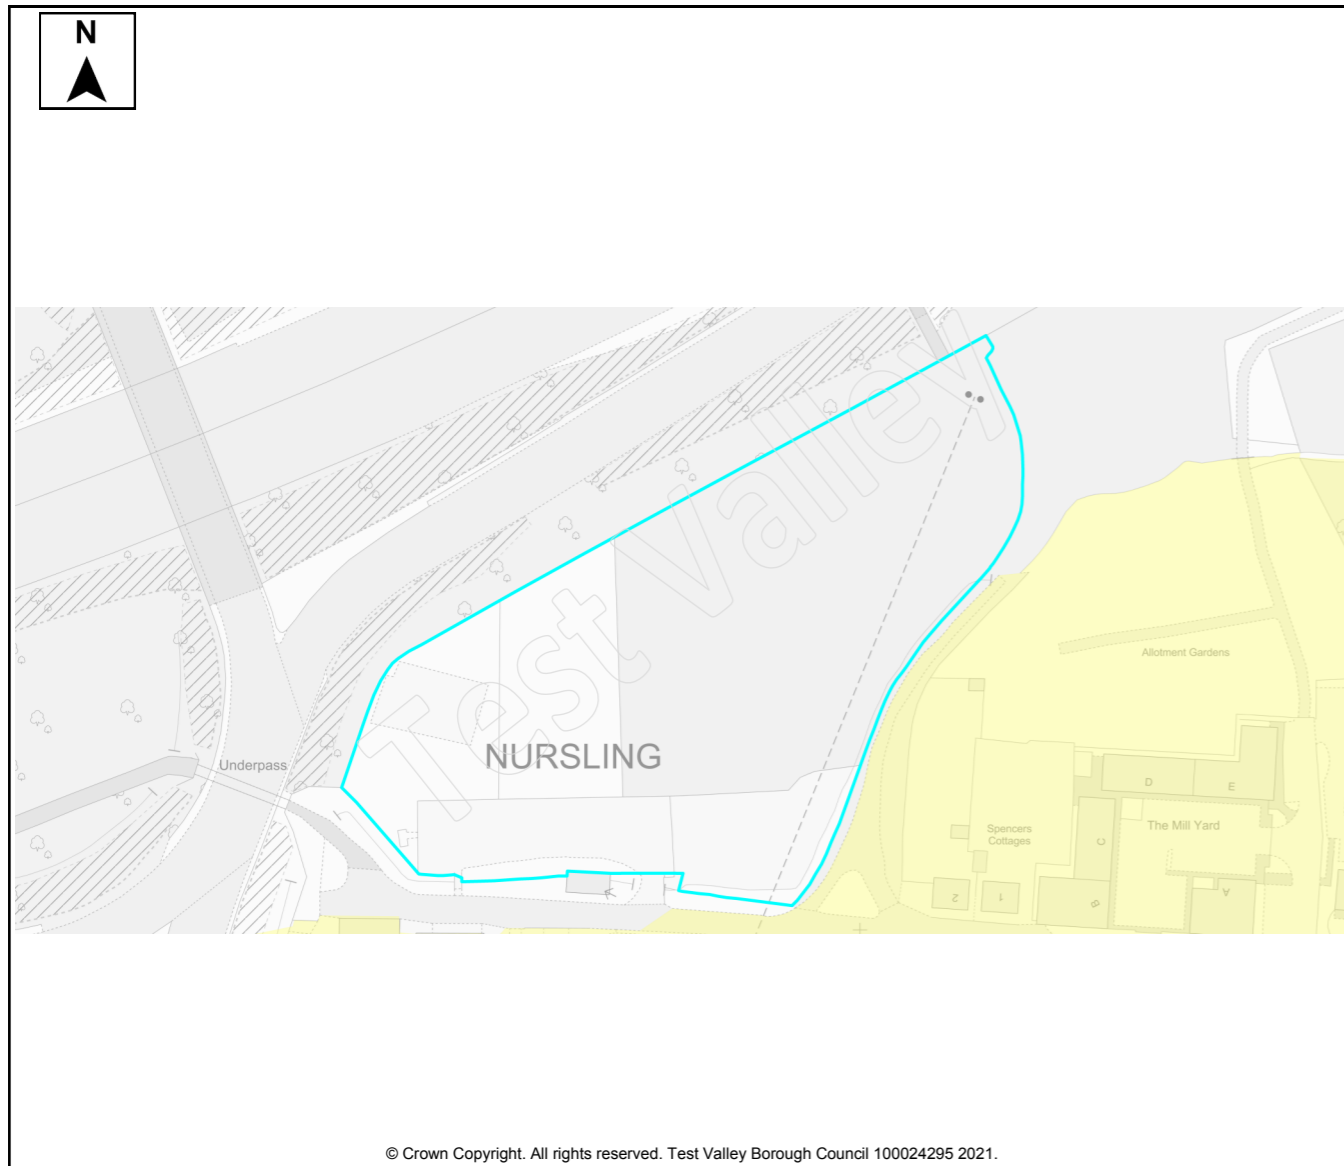 N
Test Valley
Underpass
NURSLING
Allotment Gardens
D
E
The Mill Yard
Spencers
Cottages
C
A
2
1
B
© Crown Copyright. All rights reserved. Test Valley Borough Council 100024295 2021.